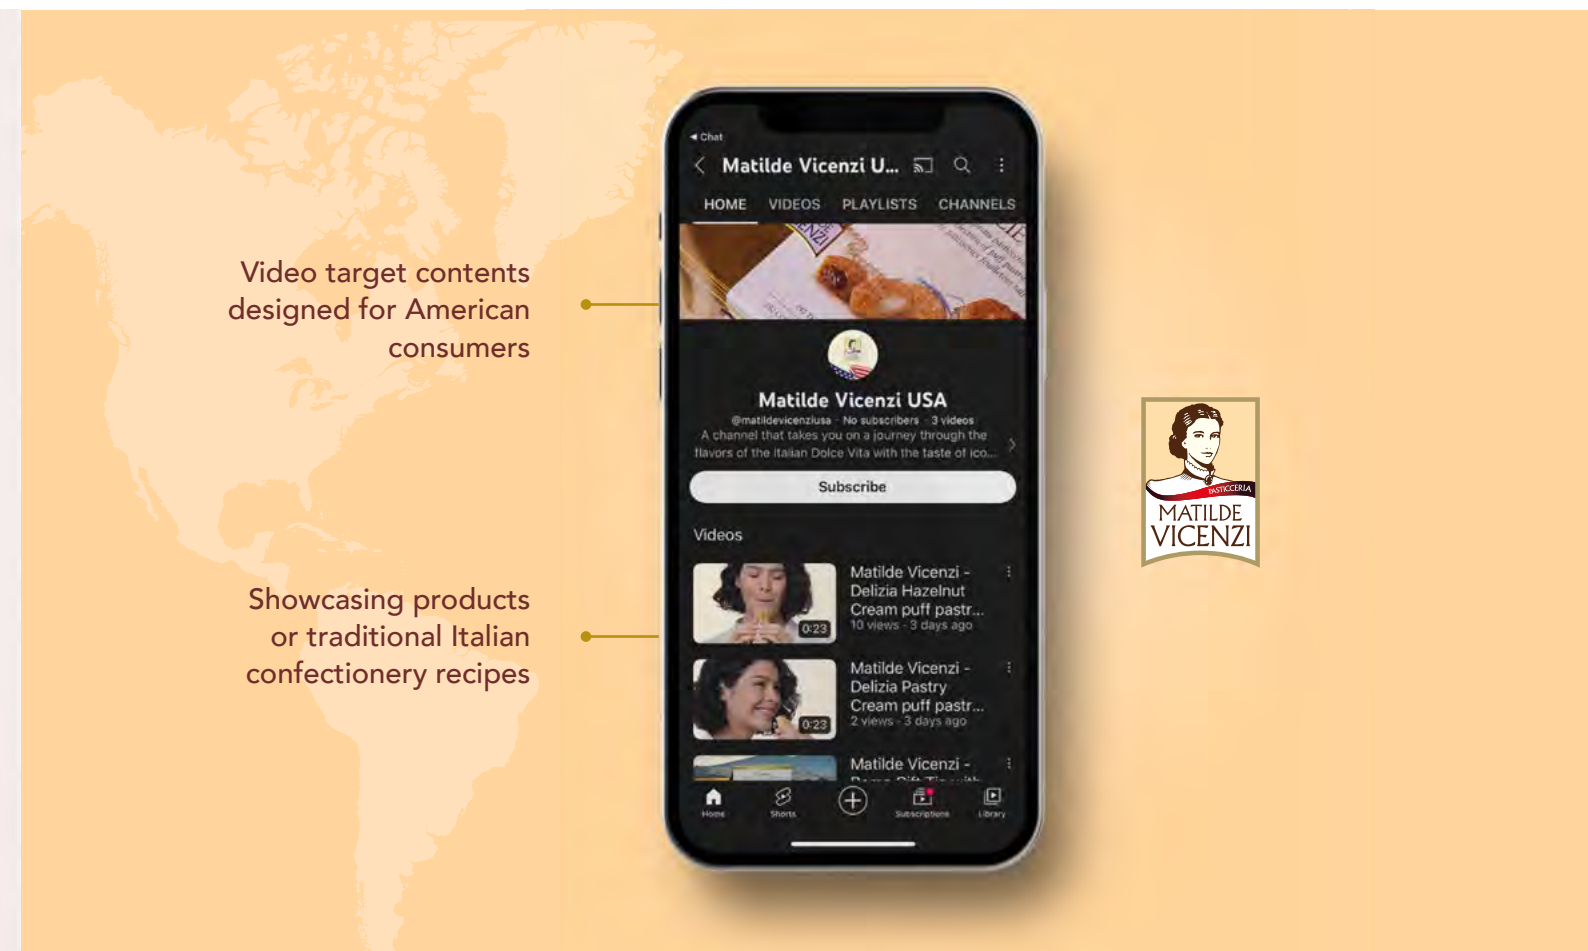 Video target contents
designed for American
consumers
Showcasing products
or traditional Italian
confectionery recipes
Chat
Matilde Vicenzi U...
HOME VIDEOS PLAYLISTS CHANNELS
Matilde Vicenzi USA
@matildevicenziusa · No subscribers · 3 videos
A channel that takes you on a journey through the
flavors of the Italian Dolce Vita with the taste of ico...
Subscribe
Videos
Matilde Vicenzi -
Delizia Hazelnut
Cream puff pastr...
10 views · 3 days ago
0:23
Matilde Vicenzi -
Delizia Pastry
Cream puff pastr...
2 views · 3 days ago
0:23
Matilde Vicenzi -
Home Shorts Subscriptions Library
PASTICCERIA
MATILDE
VICENZI